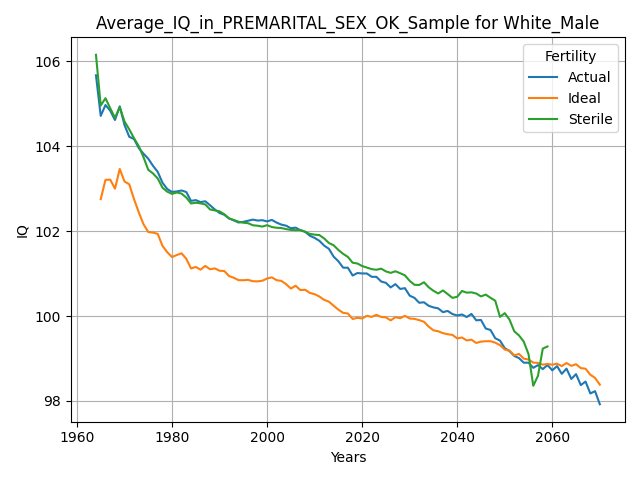 Average_IQ_in_PREMARITAL_SEX_OK_Sample for White_Male
Fertility
Actual
Ideal
Sterile
IQ
106
104
102
100
98
1960
1980
2000
2020
2040
2060
Years